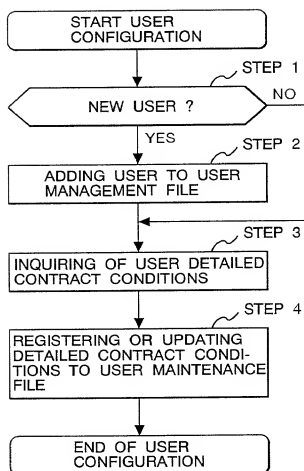 START USER
CONFIGURATION
STEP 1
NEW USER ?
NO
YES
STEP 2
ADDING USER TO USER
MANAGEMENT FILE
STEP 3
INQUIRING OF USER DETAILED
CONTRACT CONDITIONS
STEP 4
REGISTERING OR UPDATING
DETAILED CONTRACT CONDI-
TIONS TO USER MAINTENANCE
FILE
END OF USER
CONFIGURATION